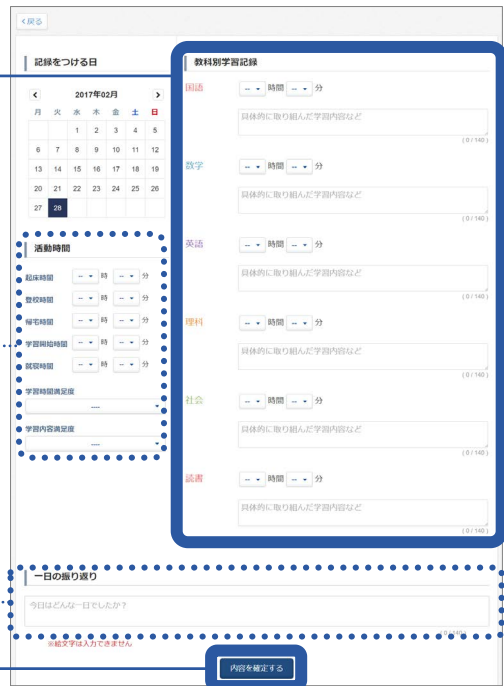 <戻る
記録をつける日
< 2017年02月 >
月 火 水 木 金 土 日
1 2 3 4 5
6 7 8 9 10 11 12
13 14 15 16 17 18 19
20 21 22 23 24 25 26
27 28
活動時間
起床時間 -- 時 -- 分
登校時間 -- 時 -- 分
帰宅時間 -- 時 -- 分
学習開始時間 -- 時 -- 分
就寝時間 -- 時 -- 分
学習時間満足度
----
学習内容満足度
----
教科別学習記録
国語 -- 時間 -- 分
具体的に取り組んだ学習内容など
( 0 / 140 )
数学 -- 時間 -- 分
具体的に取り組んだ学習内容など
( 0 / 140 )
英語 -- 時間 -- 分
具体的に取り組んだ学習内容など
( 0 / 140 )
理科 -- 時間 -- 分
具体的に取り組んだ学習内容など
( 0 / 140 )
社会 -- 時間 -- 分
具体的に取り組んだ学習内容など
( 0 / 140 )
読書 -- 時間 -- 分
具体的に取り組んだ学習内容など
( 0 / 140 )
一日の振り返り
今日はどんな一日でしたか?
( 0 / 140 )
※絵文字は入力できません
内容を確定する